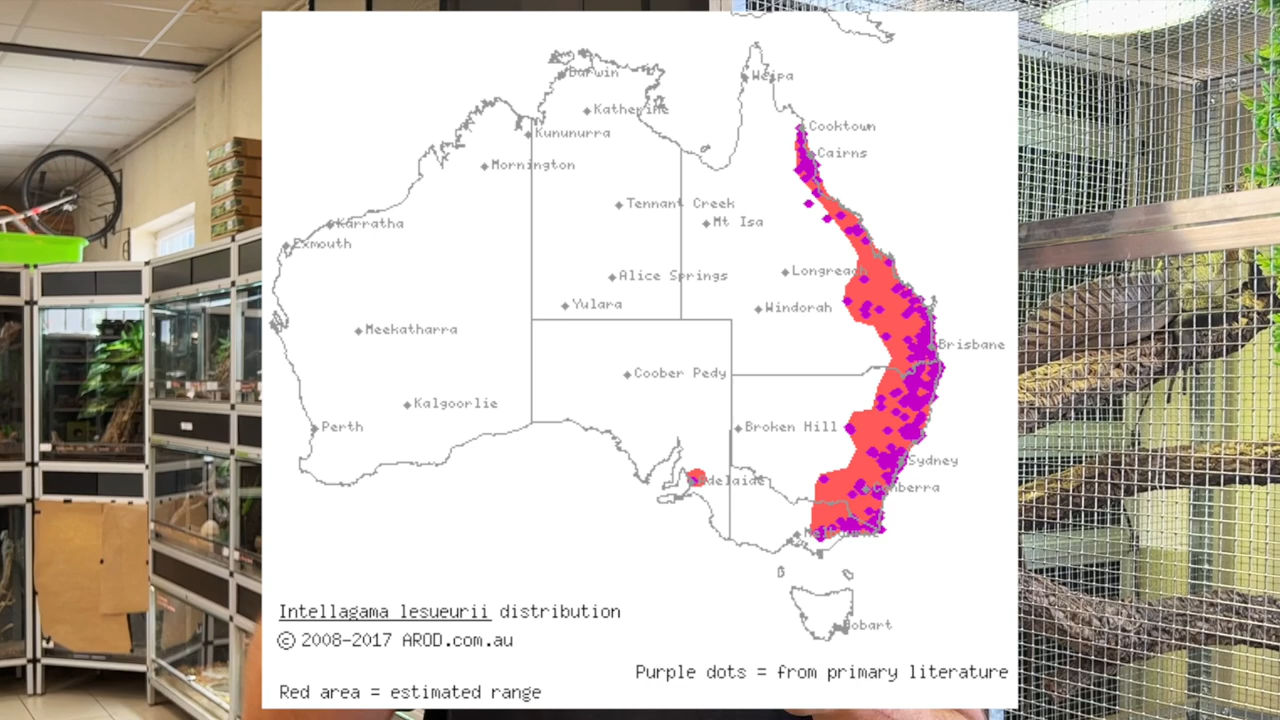 Darwin
Weipa
Katherine
Cooktown
Kununurra
Cairns
Mornington
Tennant Creek
Karratha
Mt Isa
Exmouth
Longreach
Alice Springs
Yulara
Windorah
Meekatharra
Brisbane
Coober Pedy
Kalgoorlie
Perth
Broken Hill
Sydney
Adelaide
Canberra
Melbourne
Hobart
Intellagama lesueurii distribution
© 2008-2017 AROD.com.au
Purple dots = from primary literature
Red area = estimated range